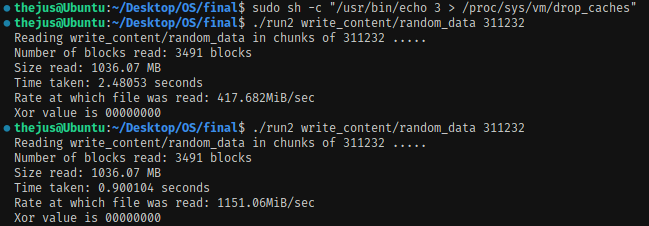 thejus@Ubuntu:~/Desktop/OS/final$ sudo sh -c "/usr/bin/echo 3 > /proc/sys/vm/drop_caches"
thejus@Ubuntu:~/Desktop/OS/final$ ./run2 write_content/random_data 311232
Reading write_content/random_data in chunks of 311232 .....
Number of blocks read: 3491 blocks
Size read: 1036.07 MB
Time taken: 2.48053 seconds
Rate at which file was read: 417.682MiB/sec
Xor value is 00000000
thejus@Ubuntu:~/Desktop/OS/final$ ./run2 write_content/random_data 311232
Reading write_content/random_data in chunks of 311232 .....
Number of blocks read: 3491 blocks
Size read: 1036.07 MB
Time taken: 0.900104 seconds
Rate at which file was read: 1151.06MiB/sec
Xor value is 00000000